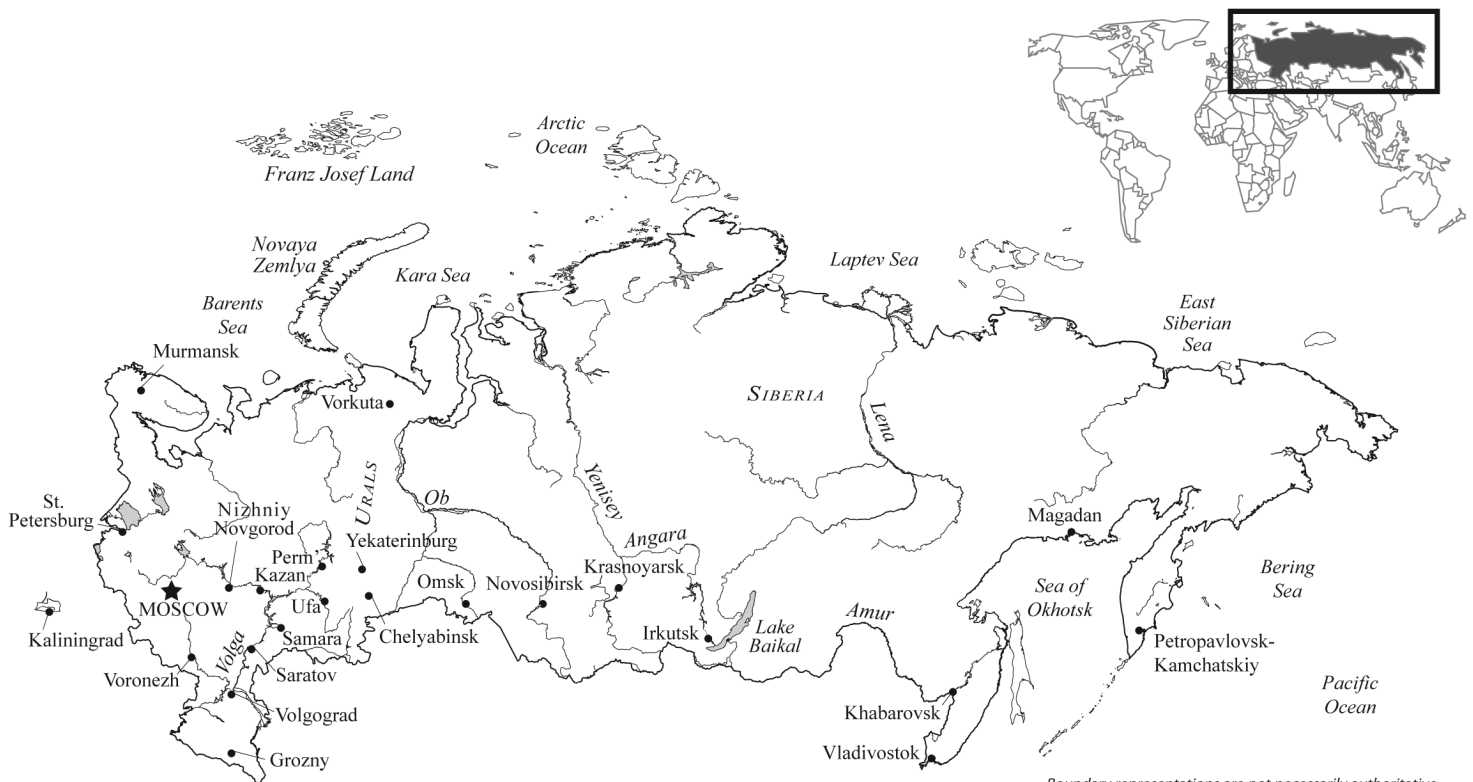 Arctic
Ocean
Franz Josef Land
Novaya
Zemlya
Kara Sea
Laptev Sea
Barents
Sea
East
Siberian
Sea
Murmansk
Vorkuta
SIBERIA
Lena
URALS
Ob
Yenisey
St.
Petersburg
Nizhniy
Novgorod
Yekaterinburg
Angara
Magadan
Perm'
Kazan
Krasnoyarsk
Omsk
Novosibirsk
Sea of
Okhotsk
Bering
Sea
MOSCOW
Ufa
Kaliningrad
Samara
Chelyabinsk
Irkutsk
Lake
Baikal
Amur
Petropavlovsk-
Kamchatskiy
Volga
Voronezh
Saratov
Pacific
Ocean
Volgograd
Khabarovsk
Grozny
Vladivostok
Boundary representations are not necessarily authoritative